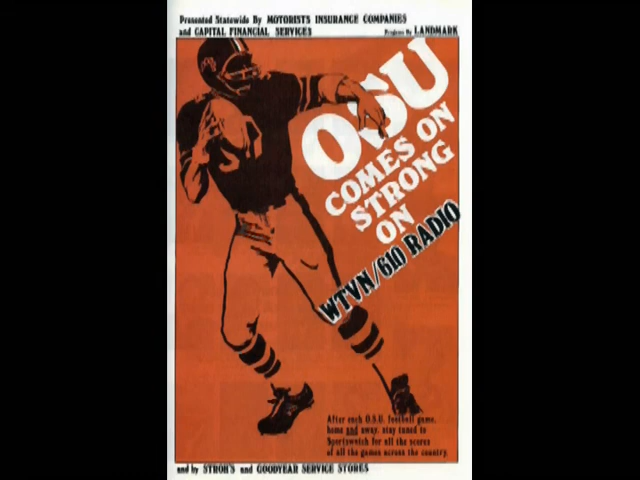 Presented Statewide By MOTORISTS INSURANCE COMPANIES
and CAPITAL FINANCIAL SERVICES
Program By LANDMARK
OSU
COMES ON
STRONG
ON
WTVN/610 RADIO
After each O.S.U. football game,
home and away, stay tuned to
Sportswatch for all the scores
of all the games across the country.
and by STROH'S and GOODYEAR SERVICE STORES